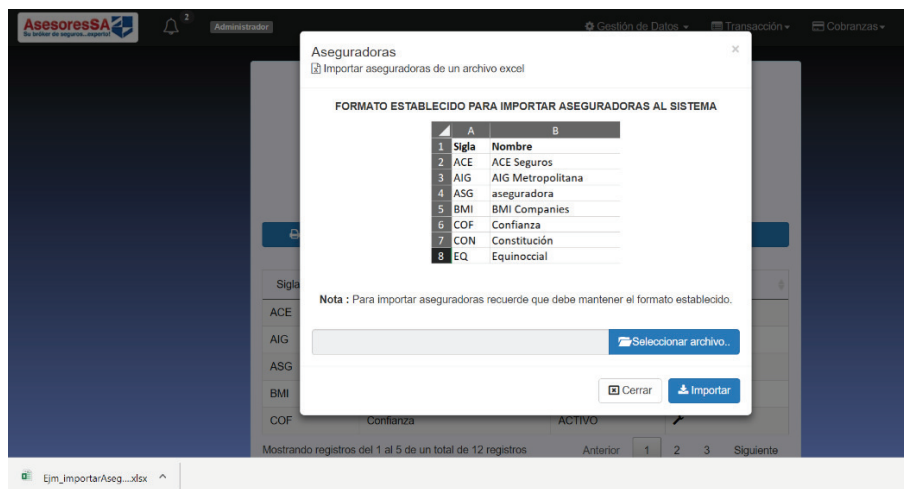 AsesoresSA
Su bróker de seguros...experto!
2
Administrador
Gestión de Datos
Transacción
Cobranzas
Aseguradoras
×
Importar aseguradoras de un archivo excel
FORMATO ESTABLECIDO PARA IMPORTAR ASEGURADORAS AL SISTEMA
A B
1 Sigla Nombre
2 ACE ACE Seguros
3 AIG AIG Metropolitana
4 ASG aseguradora
5 BMI BMI Companies
6 COF Confianza
7 CON Constitución
8 EQ Equinoccial
Nota : Para importar aseguradoras recuerde que debe mantener el formato establecido.
Seleccionar archivo..
Cerrar
Importar
Sigla
ACE
AIG
ASG
BMI
COF Confianza ACTIVO
Mostrando registros del 1 al 5 de un total de 12 registros
Anterior 1 2 3 Siguiente
Ejm_importarAseg....xlsx